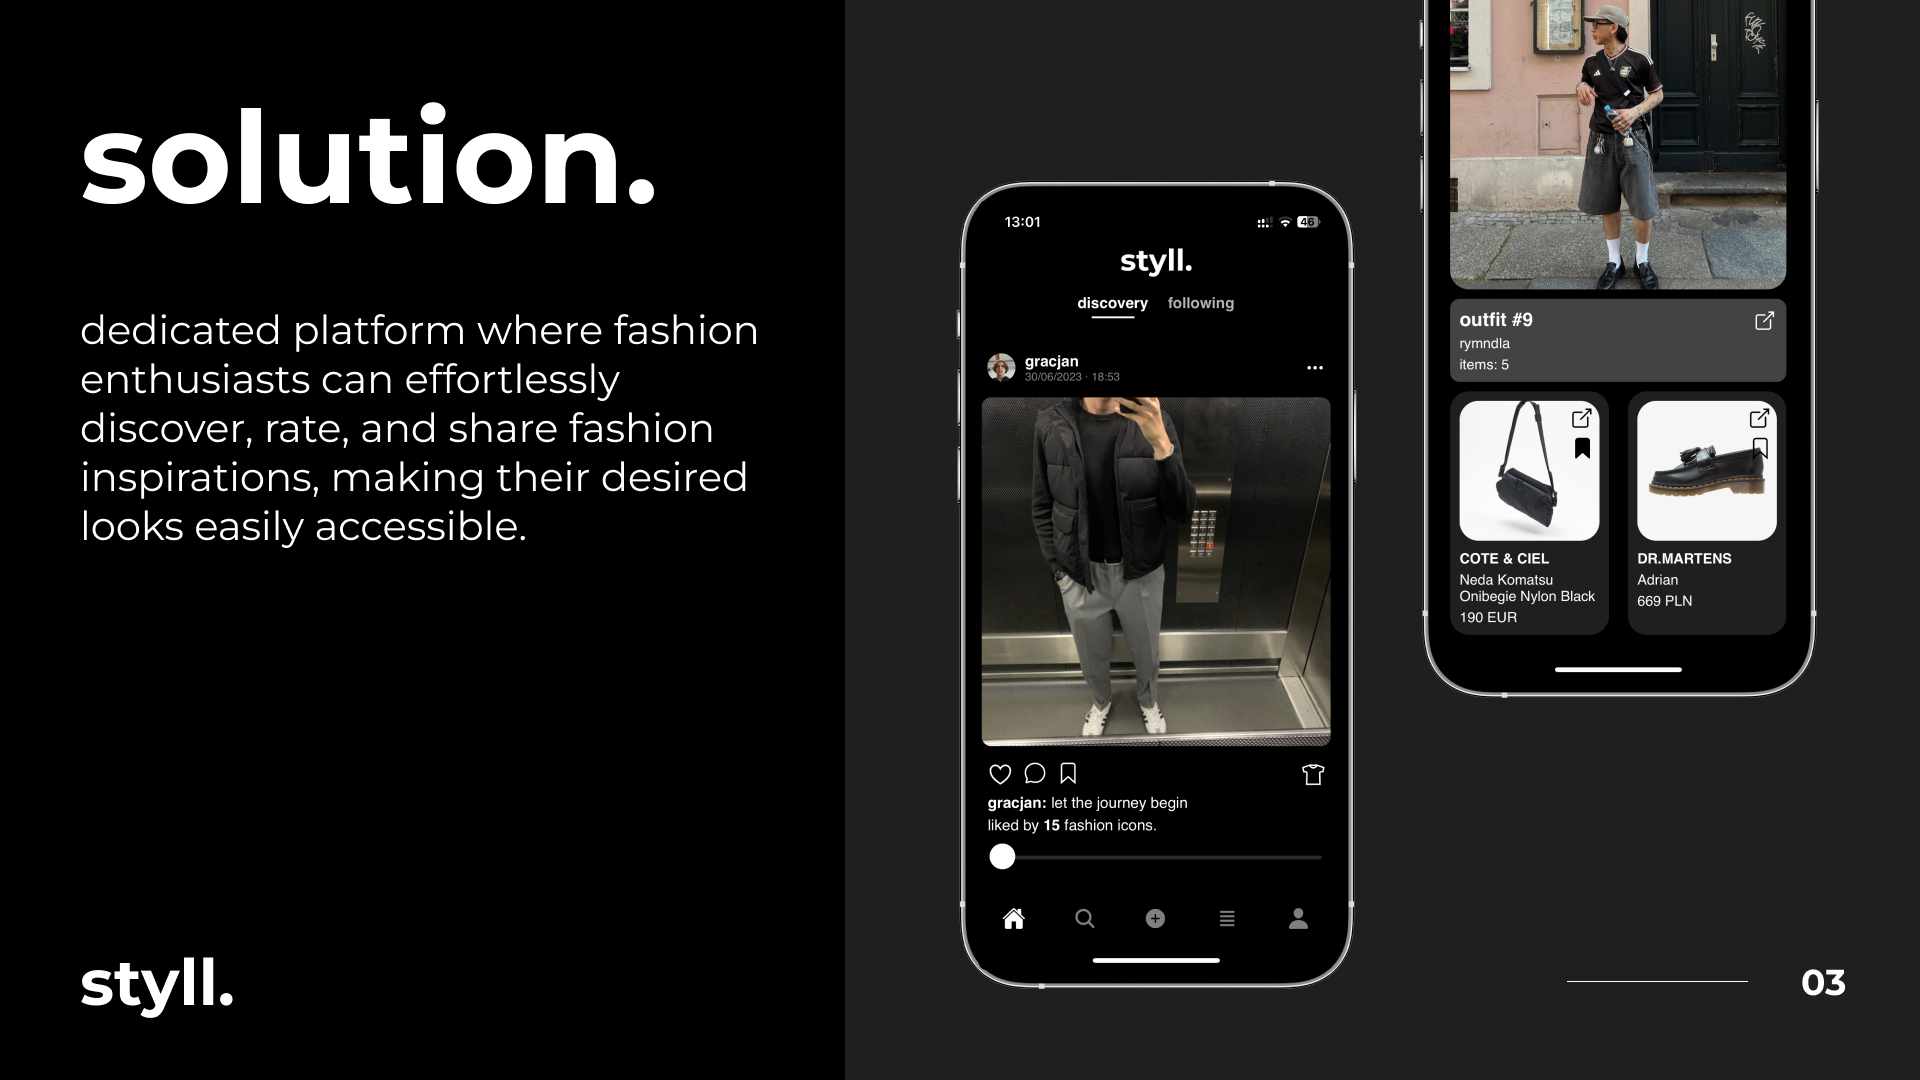 solution.
dedicated platform where fashion
enthusiasts can effortlessly
discover, rate, and share fashion
inspirations, making their desired
looks easily accessible.
styll.
13:01
46
styll.
discovery following
gracjan
30/06/2023 · 18:53
gracjan: let the journey begin
liked by 15 fashion icons.
outfit #9
rymndla
items: 5
COTE & CIEL
Neda Komatsu
Onibegie Nylon Black
190 EUR
DR.MARTENS
Adrian
669 PLN
03